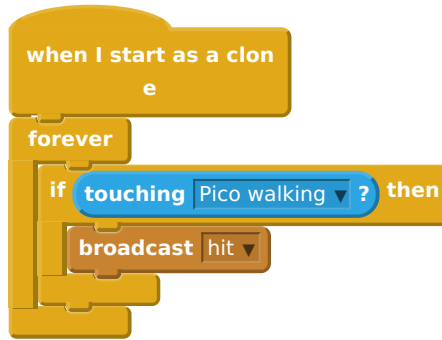 when I start as a clon
e
forever
if touching Pico walking ▼ ? then
broadcast hit ▼